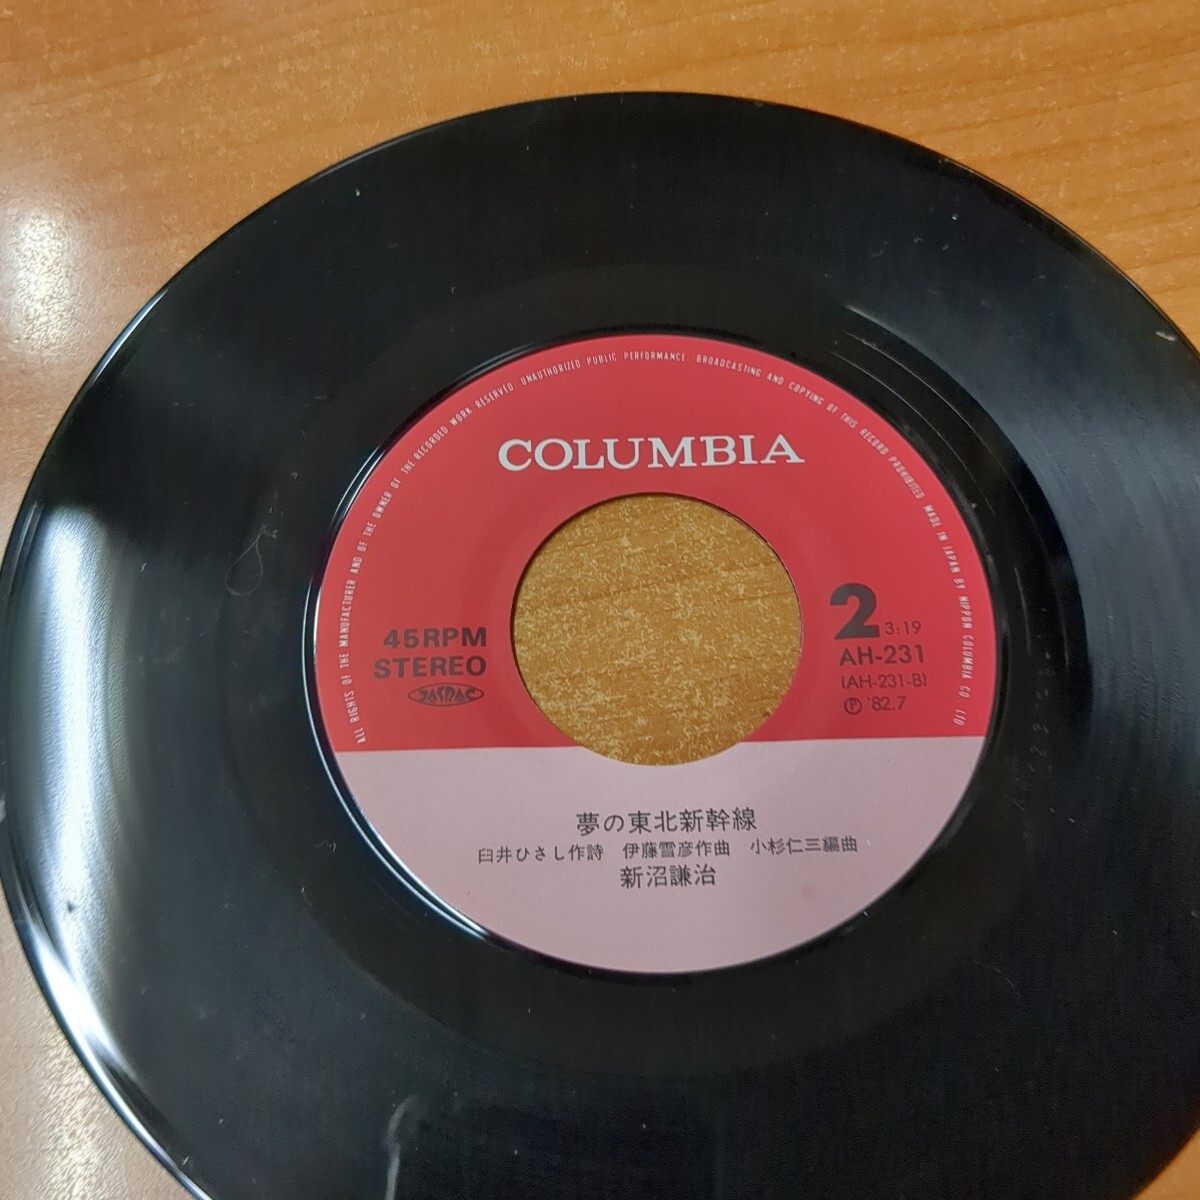 ALL RIGHTS OF THE MANUFACTURER AND OF THE OWNER OF THE RECORDED WORK RESERVED UNAUTHORIZED PUBLIC PERFORMANCE BROADCASTING AND COPYING OF THIS RECORD PROHIBITED MADE IN JAPAN BY NIPPON COLUMBIA CO LTD
COLUMBIA
45RPM
STEREO
JASRAC
2 3:19
AH-231
(AH-231-B)
Ⓟ '82.7
夢の東北新幹線
臼井ひさし作詩 伊藤雪彦作曲 小杉仁三編曲
新沼謙治